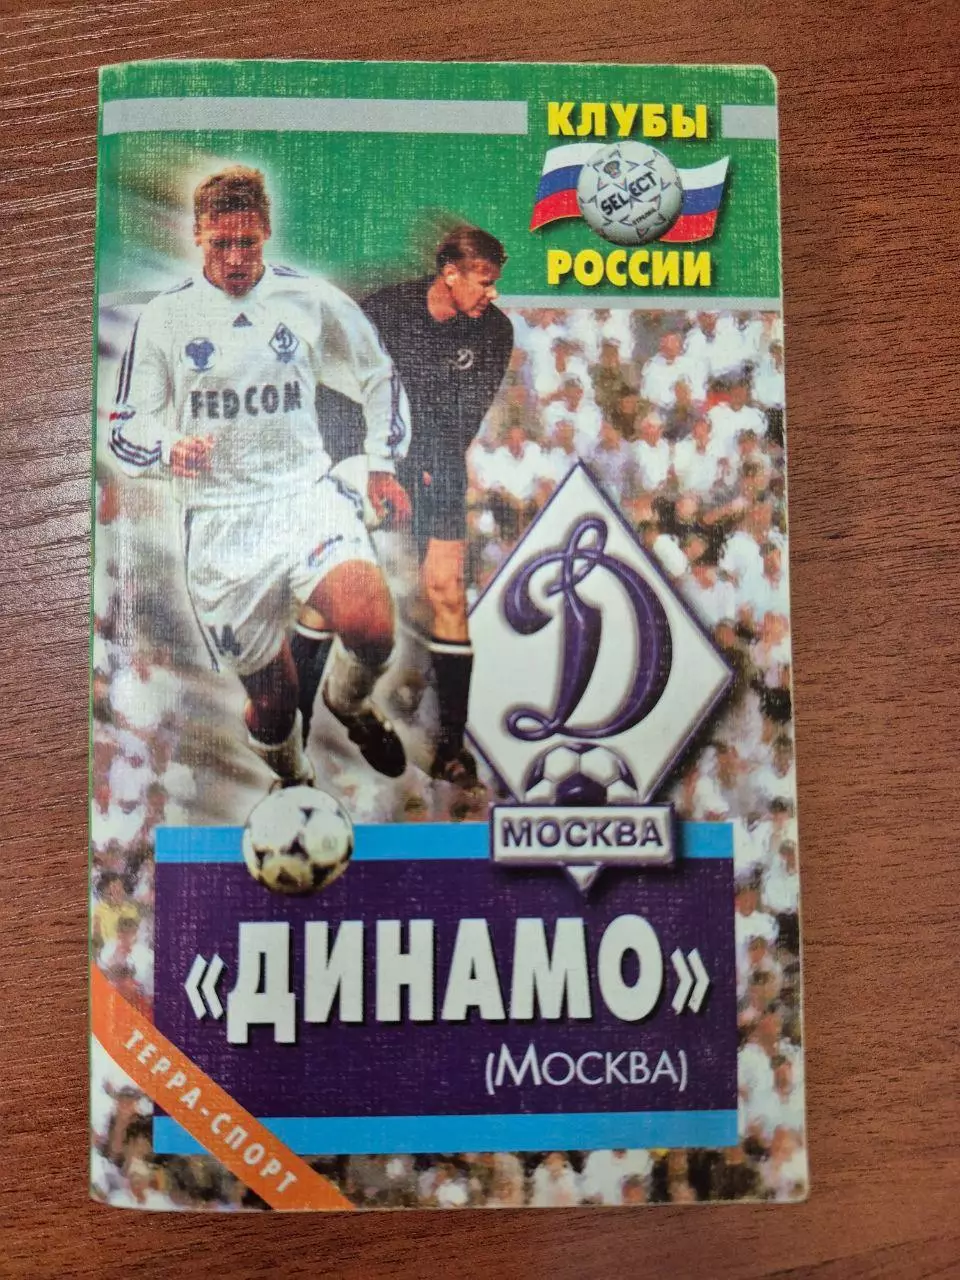 КЛУБЫ
SELECT
РОССИИ
FEDCOM
Д
МОСКВА
«ДИНАМО»
(МОСКВА)
ТЕРРА-СПОРТ